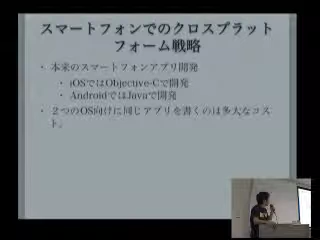 スマートフォンでのクロスプラット
フォーム戦略
・ 本来のスマートフォンアプリ開発
・ iOSではObjective-Cで開発
・ AndroidではJavaで開発
・ ２つのOS向けに同じアプリを書くのは多大なコス
ト。